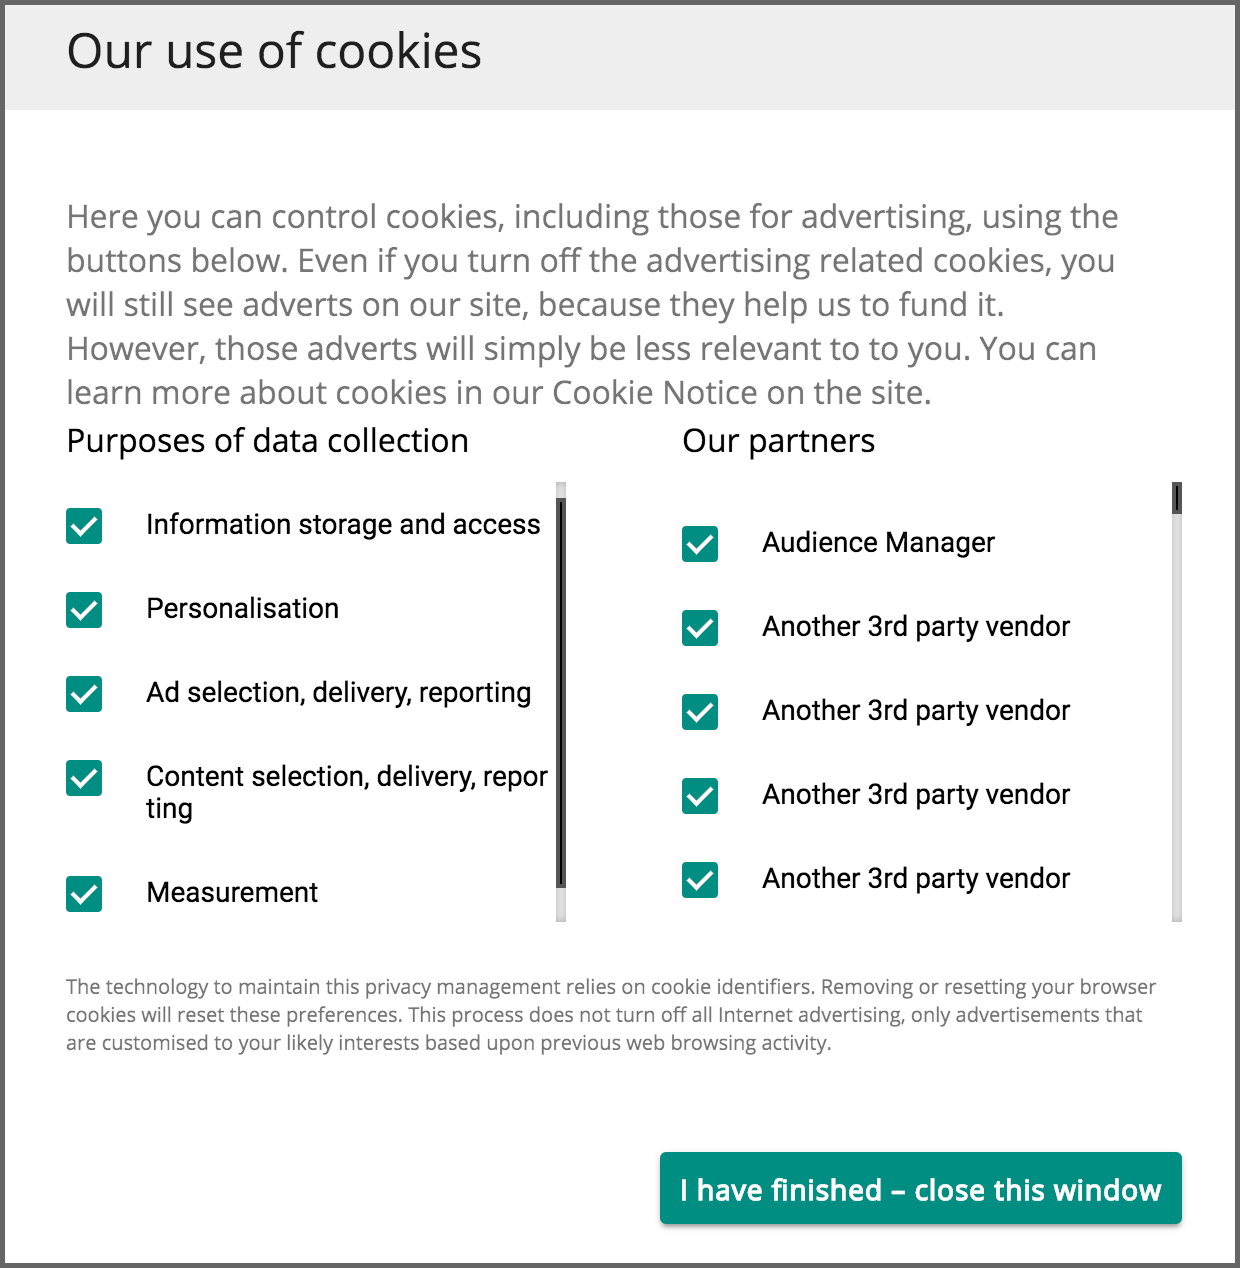 Our use of cookies
Here you can control cookies, including those for advertising, using the
buttons below. Even if you turn off the advertising related cookies, you
will still see adverts on our site, because they help us to fund it.
However, those adverts will simply be less relevant to to you. You can
learn more about cookies in our Cookie Notice on the site.
Purposes of data collection
Information storage and access
Personalisation
Ad selection, delivery, reporting
Content selection, delivery, repor
ting
Measurement
Our partners
Audience Manager
Another 3rd party vendor
Another 3rd party vendor
Another 3rd party vendor
Another 3rd party vendor
The technology to maintain this privacy management relies on cookie identifiers. Removing or resetting your browser
cookies will reset these preferences. This process does not turn off all Internet advertising, only advertisements that
are customised to your likely interests based upon previous web browsing activity.
I have finished – close this window